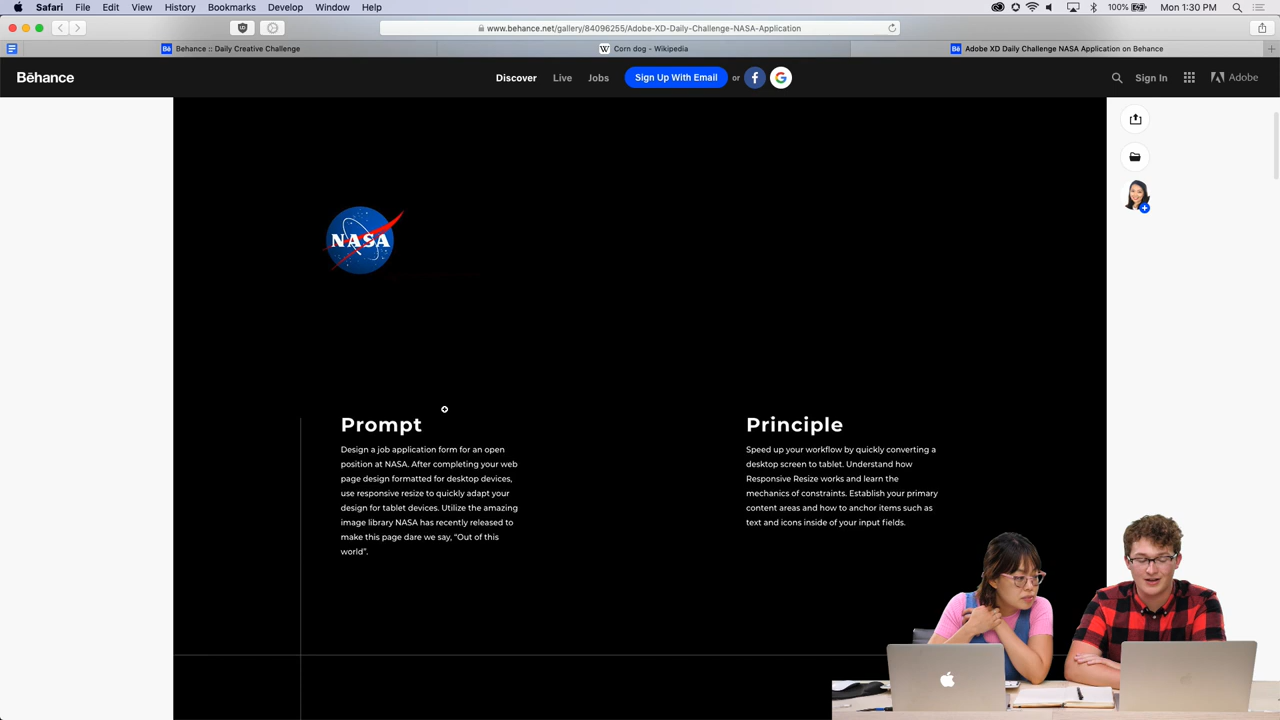 Safari File Edit View History Bookmarks Develop Window Help
100% Mon 1:30 PM
www.behance.net/gallery/84096255/Adobe-XD-Daily-Challenge-NASA-Application
Behance :: Daily Creative Challenge
Corn dog - Wikipedia
Adobe XD Daily Challenge NASA Application on Behance
Bēhance
Discover Live Jobs Sign Up With Email or
Sign In Adobe
NASA
Prompt
Design a job application form for an open
position at NASA. After completing your web
page design formatted for desktop devices,
use responsive resize to quickly adapt your
design for tablet devices. Utilize the amazing
image library NASA has recently released to
make this page dare we say, “Out of this
world”.
Principle
Speed up your workflow by quickly converting a
desktop screen to tablet. Understand how
Responsive Resize works and learn the
mechanics of constraints. Establish your primary
content areas and how to anchor items such as
text and icons inside of your input fields.